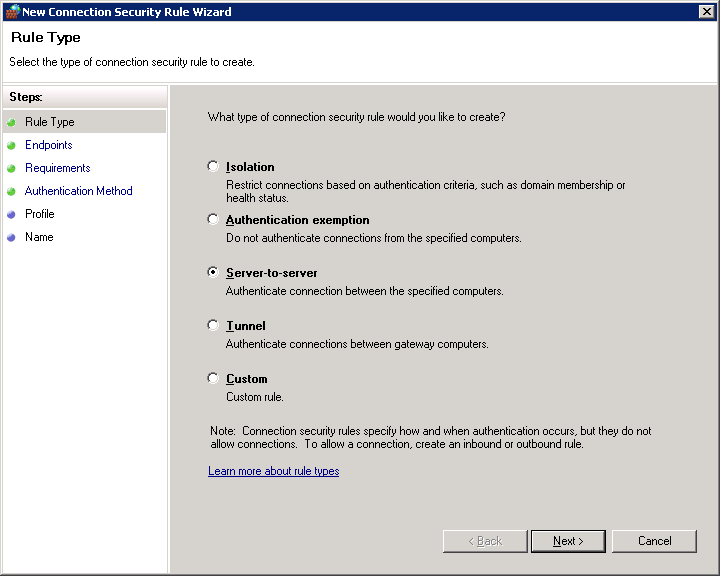 New Connection Security Rule Wizard
Rule Type
Select the type of connection security rule to create.
Steps:
Rule Type
Endpoints
Requirements
Authentication Method
Profile
Name
What type of connection security rule would you like to create?
Isolation
Restrict connections based on authentication criteria, such as domain membership or
health status.
Authentication exemption
Do not authenticate connections from the specified computers.
Server-to-server
Authenticate connection between the specified computers.
Tunnel
Authenticate connections between gateway computers.
Custom
Custom rule.
Note: Connection security rules specify how and when authentication occurs, but they do not
allow connections. To allow a connection, create an inbound or outbound rule.
Learn more about rule types
< Back
Next >
Cancel